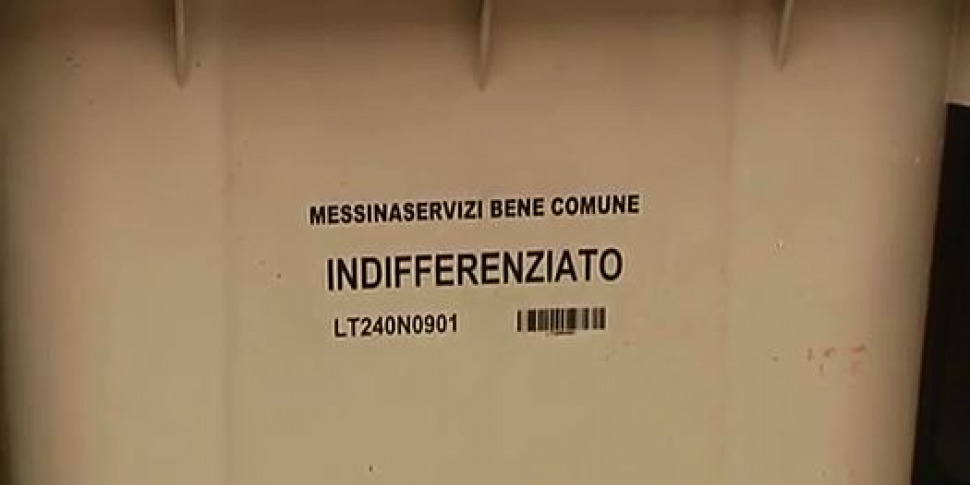 MESSINASERVIZI BENE COMUNE
INDIFFERENZIATO
LT240N0901